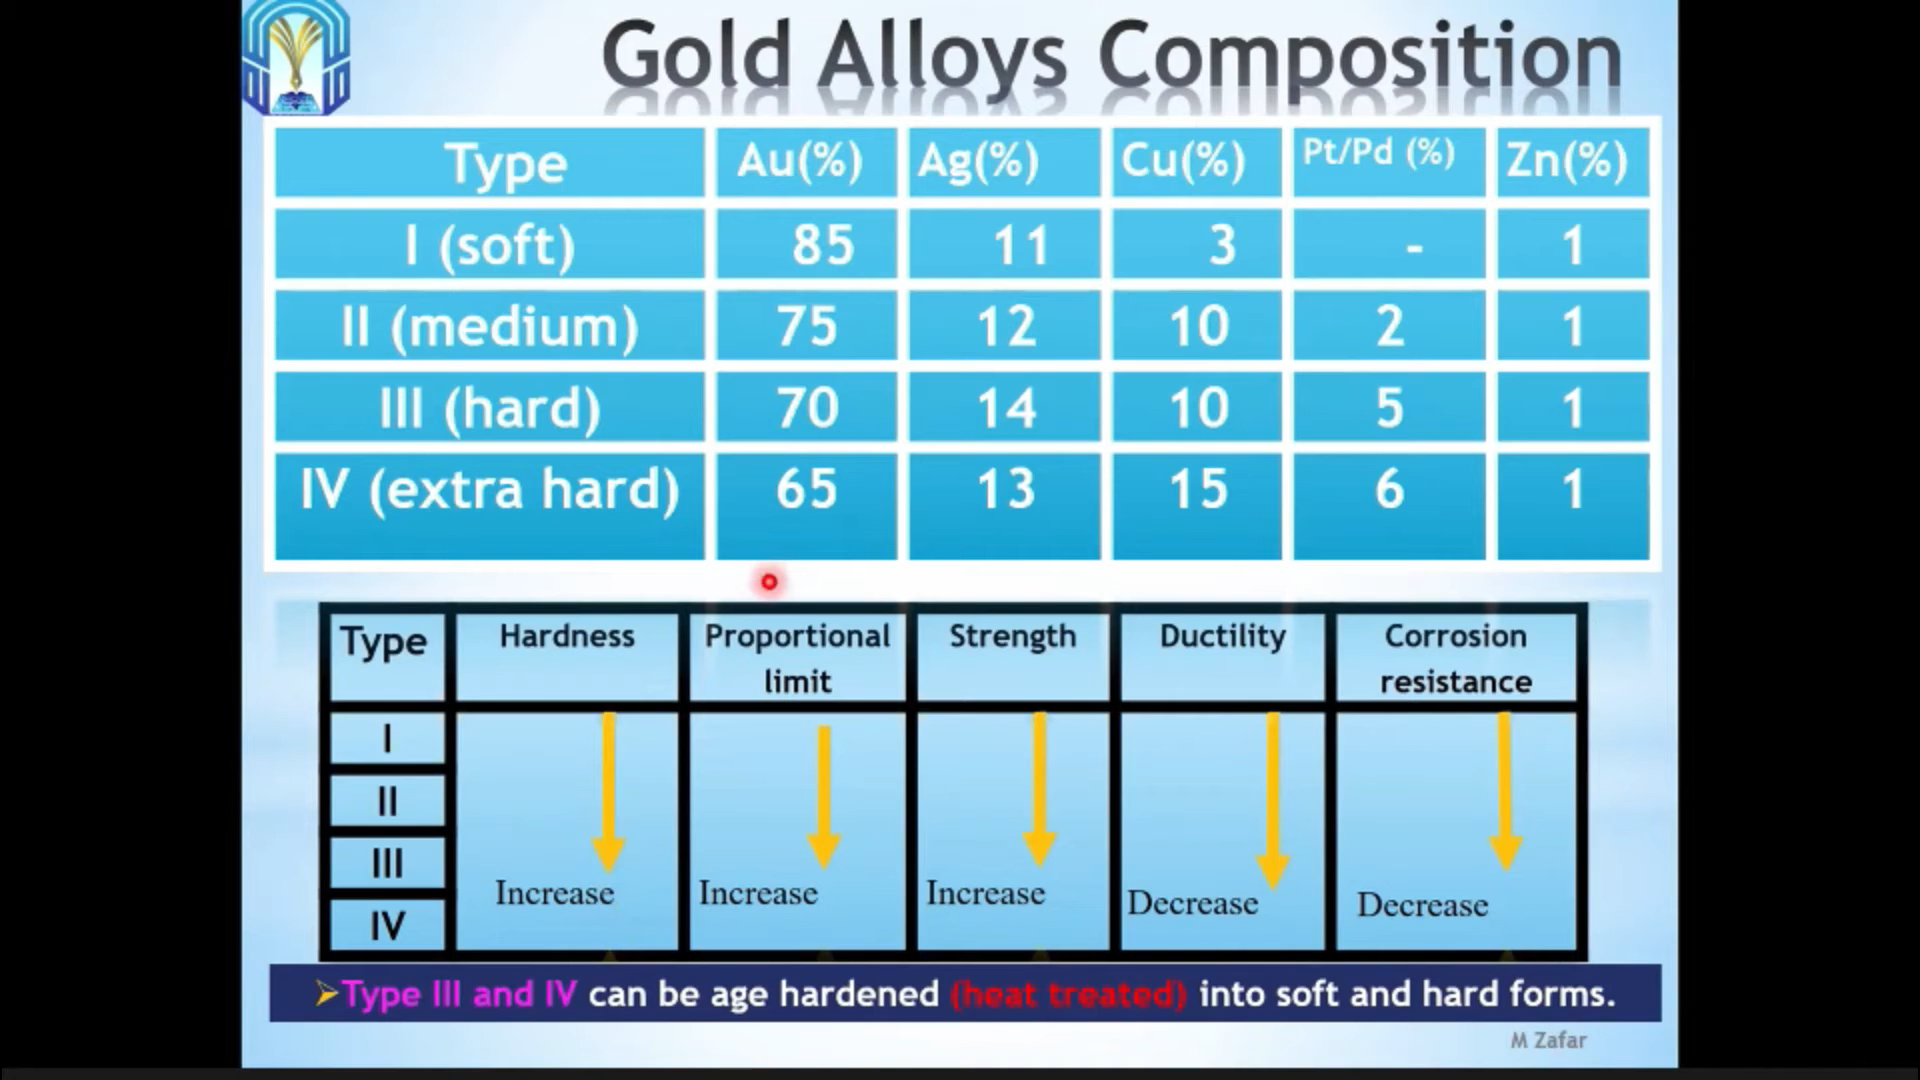 Gold Alloys Composition
Type Au(%) Ag(%) Cu(%) Pt/Pd (%) Zn(%)
I (soft) 85 11 3 - 1
II (medium) 75 12 10 2 1
III (hard) 70 14 10 5 1
IV (extra hard) 65 13 15 6 1
Type Hardness Proportional limit Strength Ductility Corrosion resistance
I
II
III
IV
Increase Increase Increase Decrease Decrease
➢Type III and IV can be age hardened (heat treated) into soft and hard forms.
M Zafar